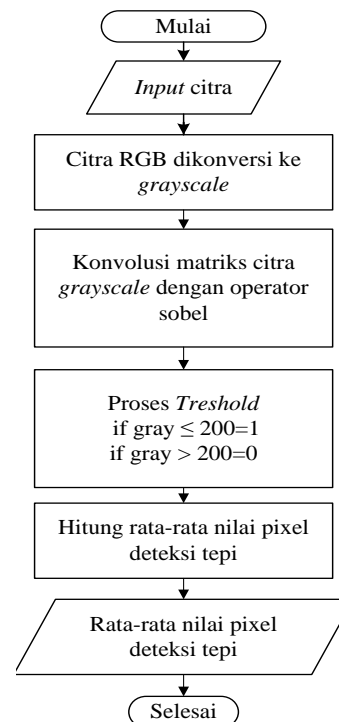 Mulai
Input citra
Citra RGB dikonversi ke
grayscale
Konvolusi matriks citra
grayscale dengan operator
sobel
Proses Treshold
if gray ≤ 200=1
if gray > 200=0
Hitung rata-rata nilai pixel
deteksi tepi
Rata-rata nilai pixel
deteksi tepi
Selesai